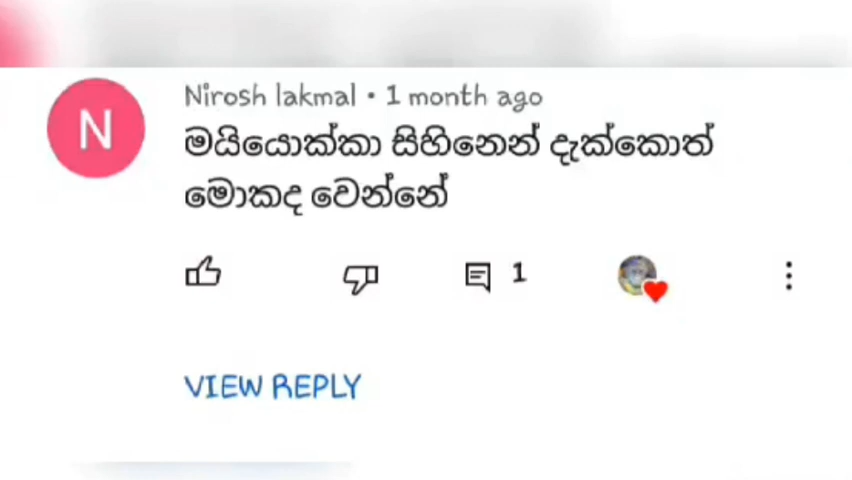 Nirosh lakmal • 1 month ago
මයියොක්කා සිහිනෙන් දැක්කොත්
මොකද වෙන්නේ
1
VIEW REPLY